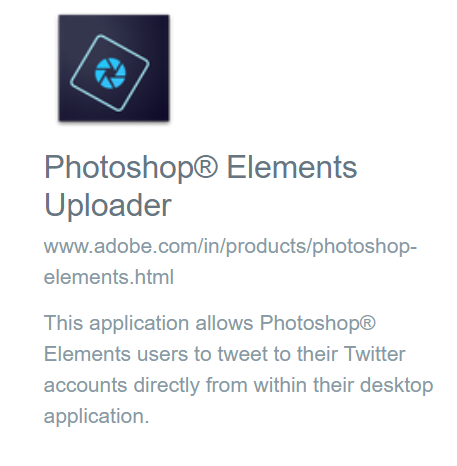 Photoshop® Elements
Uploader
www.adobe.com/in/products/photoshop-
elements.html
This application allows Photoshop®
Elements users to tweet to their Twitter
accounts directly from within their desktop
application.